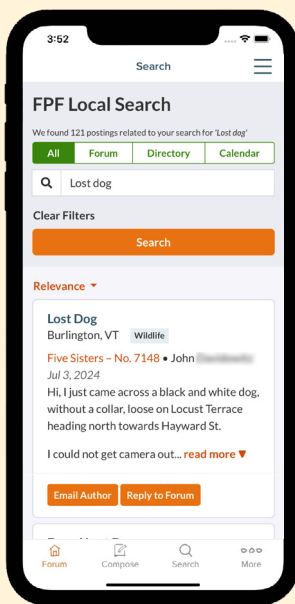 3:52
Search
FPF Local Search
We found 121 postings related to your search for 'Lost dog'
All Forum Directory Calendar
Lost dog
Clear Filters
Search
Relevance
Lost Dog
Burlington, VT Wildlife
Five Sisters – No. 7148 • John
Jul 3, 2024
Hi, I just came across a black and white dog,
without a collar, loose on Locust Terrace
heading north towards Hayward St.
I could not get camera out... read more
Email Author Reply to Forum
Forum Compose Search More